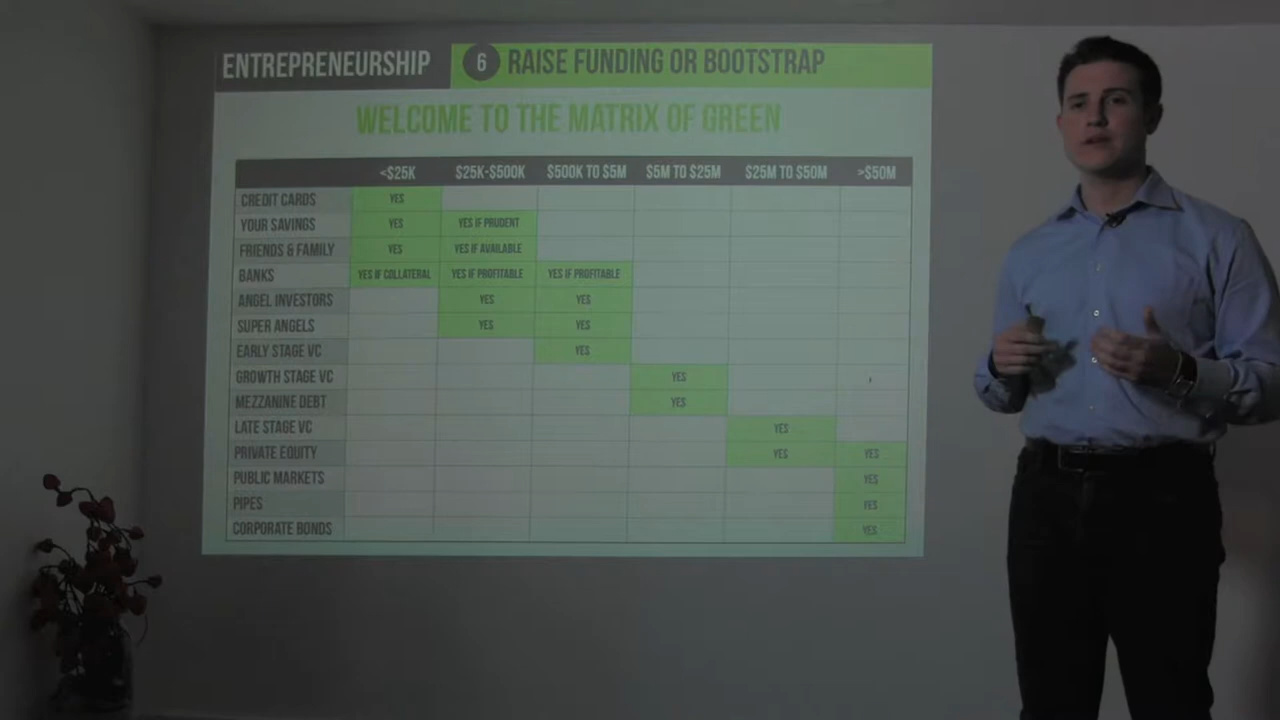 ENTREPRENEURSHIP 6 RAISE FUNDING OR BOOTSTRAP
WELCOME TO THE MATRIX OF GREEN
<$25K $25K-$500K $500K TO $5M $5M TO $25M $25M TO $50M >$50M
CREDIT CARDS YES
YOUR SAVINGS YES YES IF PRUDENT
FRIENDS & FAMILY YES YES IF AVAILABLE
BANKS YES IF COLLATERAL YES IF PROFITABLE YES IF PROFITABLE
ANGEL INVESTORS YES YES
SUPER ANGELS YES YES
EARLY STAGE VC YES
GROWTH STAGE VC YES
MEZZANINE DEBT YES
LATE STAGE VC YES
PRIVATE EQUITY YES YES
PUBLIC MARKETS YES
PIPES YES
CORPORATE BONDS YES